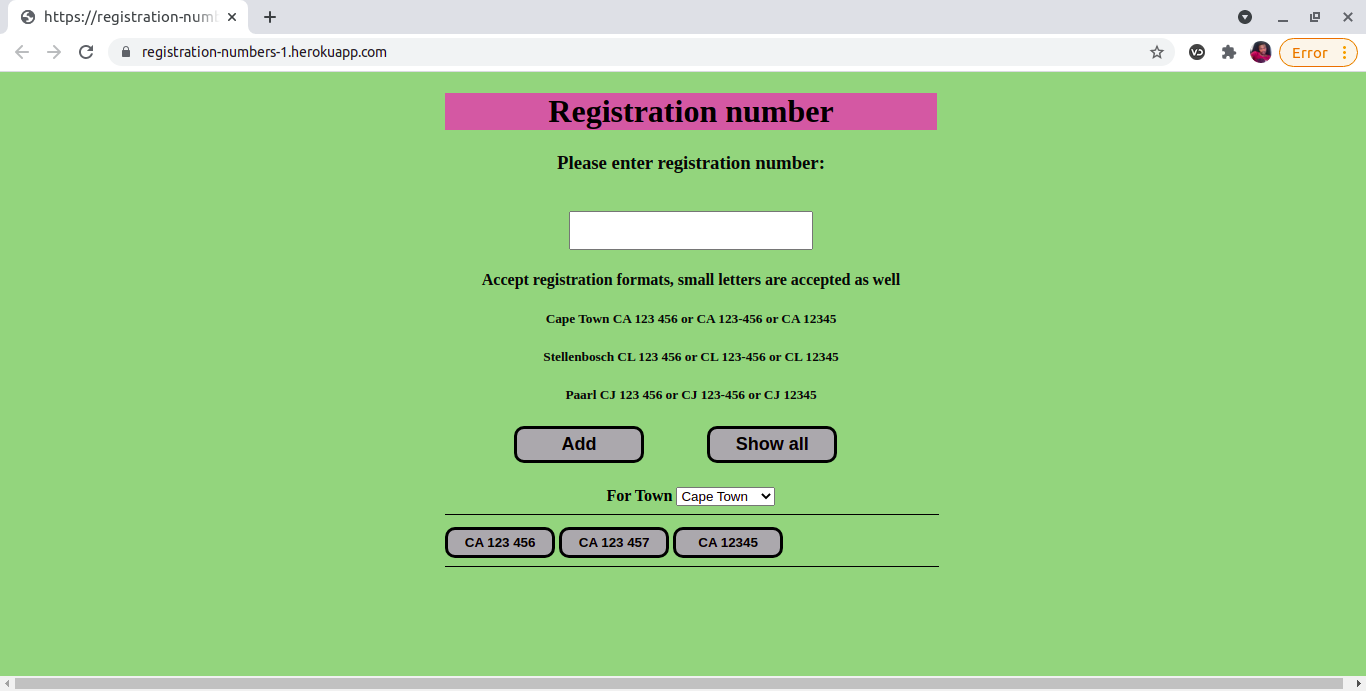 https://registration-numb
registration-numbers-1.herokuapp.com
Error
Registration number
Please enter registration number:
Accept registration formats, small letters are accepted as well
Cape Town CA 123 456 or CA 123-456 or CA 12345
Stellenbosch CL 123 456 or CL 123-456 or CL 12345
Paarl CJ 123 456 or CJ 123-456 or CJ 12345
Add Show all
For Town Cape Town
CA 123 456 CA 123 457 CA 12345